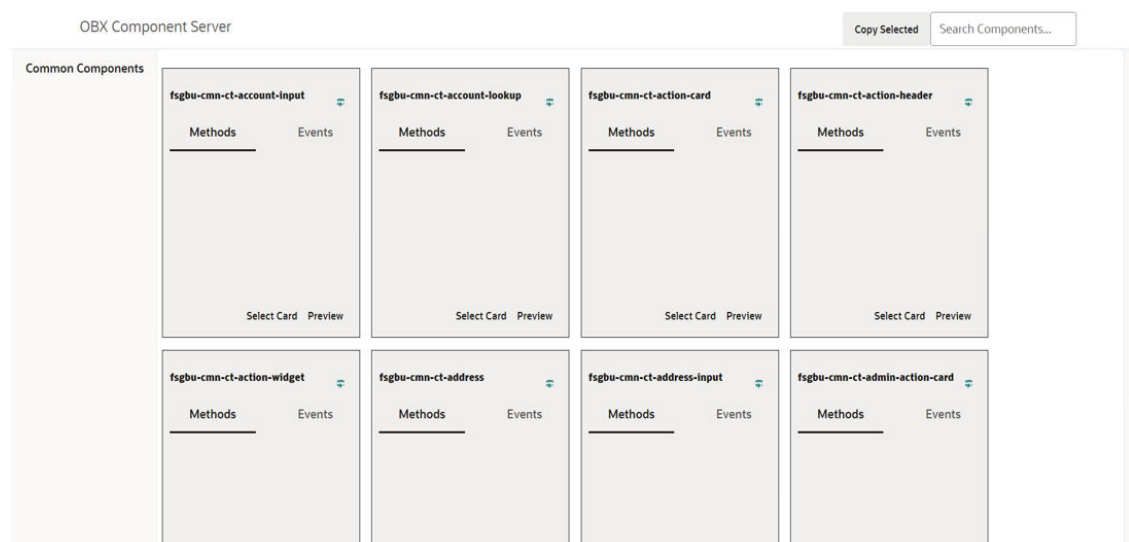 OBX Component Server
Copy Selected
Search Components...
Common Components
fsgbu-cmn-ct-account-input
fsgbu-cmn-ct-account-lookup
fsgbu-cmn-ct-action-card
fsgbu-cmn-ct-action-header
Methods Events
Methods Events
Methods Events
Methods Events
Select Card Preview
Select Card Preview
Select Card Preview
Select Card Preview
fsgbu-cmn-ct-action-widget
fsgbu-cmn-ct-address
fsgbu-cmn-ct-address-input
fsgbu-cmn-ct-admin-action-card
Methods Events
Methods Events
Methods Events
Methods Events